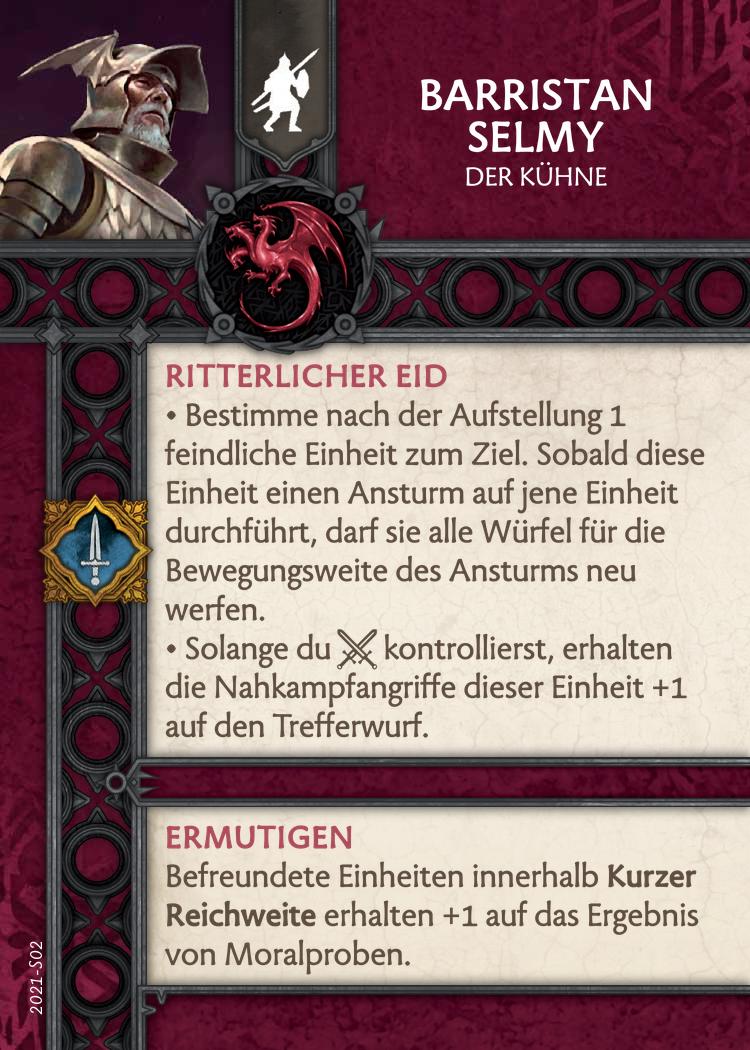 BARRISTAN
SELMY
DER KÜHNE
RITTERLICHER EID
• Bestimme nach der Aufstellung 1
feindliche Einheit zum Ziel. Sobald diese
Einheit einen Ansturm auf jene Einheit
durchführt, darf sie alle Würfel für die
Bewegungsweite des Ansturms neu
werfen.
• Solange du kontrollierst, erhalten
die Nahkampfangriffe dieser Einheit +1
auf den Trefferwurf.
ERMUTIGEN
Befreundete Einheiten innerhalb Kurzer
Reichweite erhalten +1 auf das Ergebnis
von Moralproben.
2021-S02